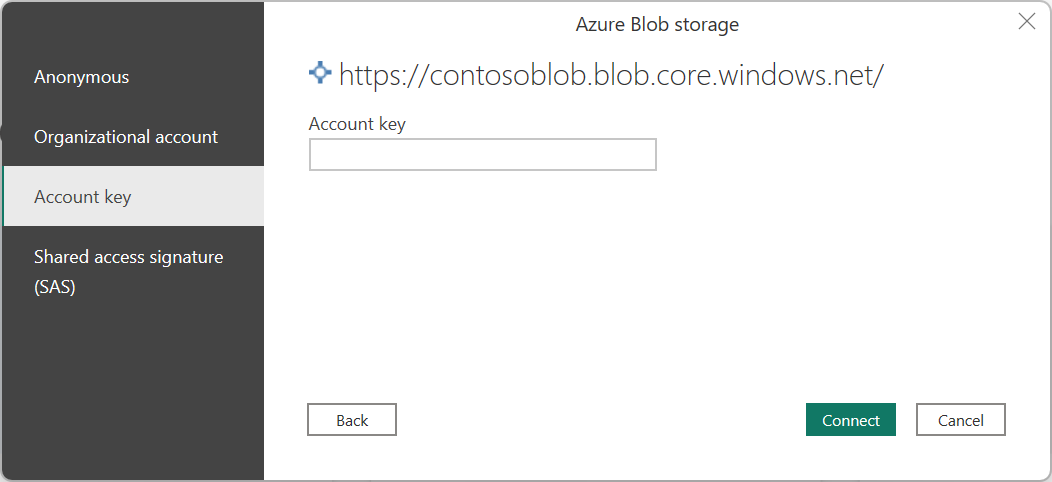 Azure Blob storage
Anonymous
Organizational account
Account key
Shared access signature
(SAS)
https://contosoblob.blob.core.windows.net/
Account key
Back
Connect
Cancel